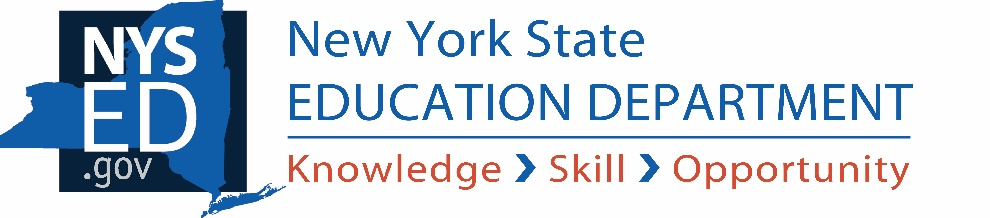 NYS
ED
.gov
New York State
EDUCATION DEPARTMENT
Knowledge > Skill > Opportunity